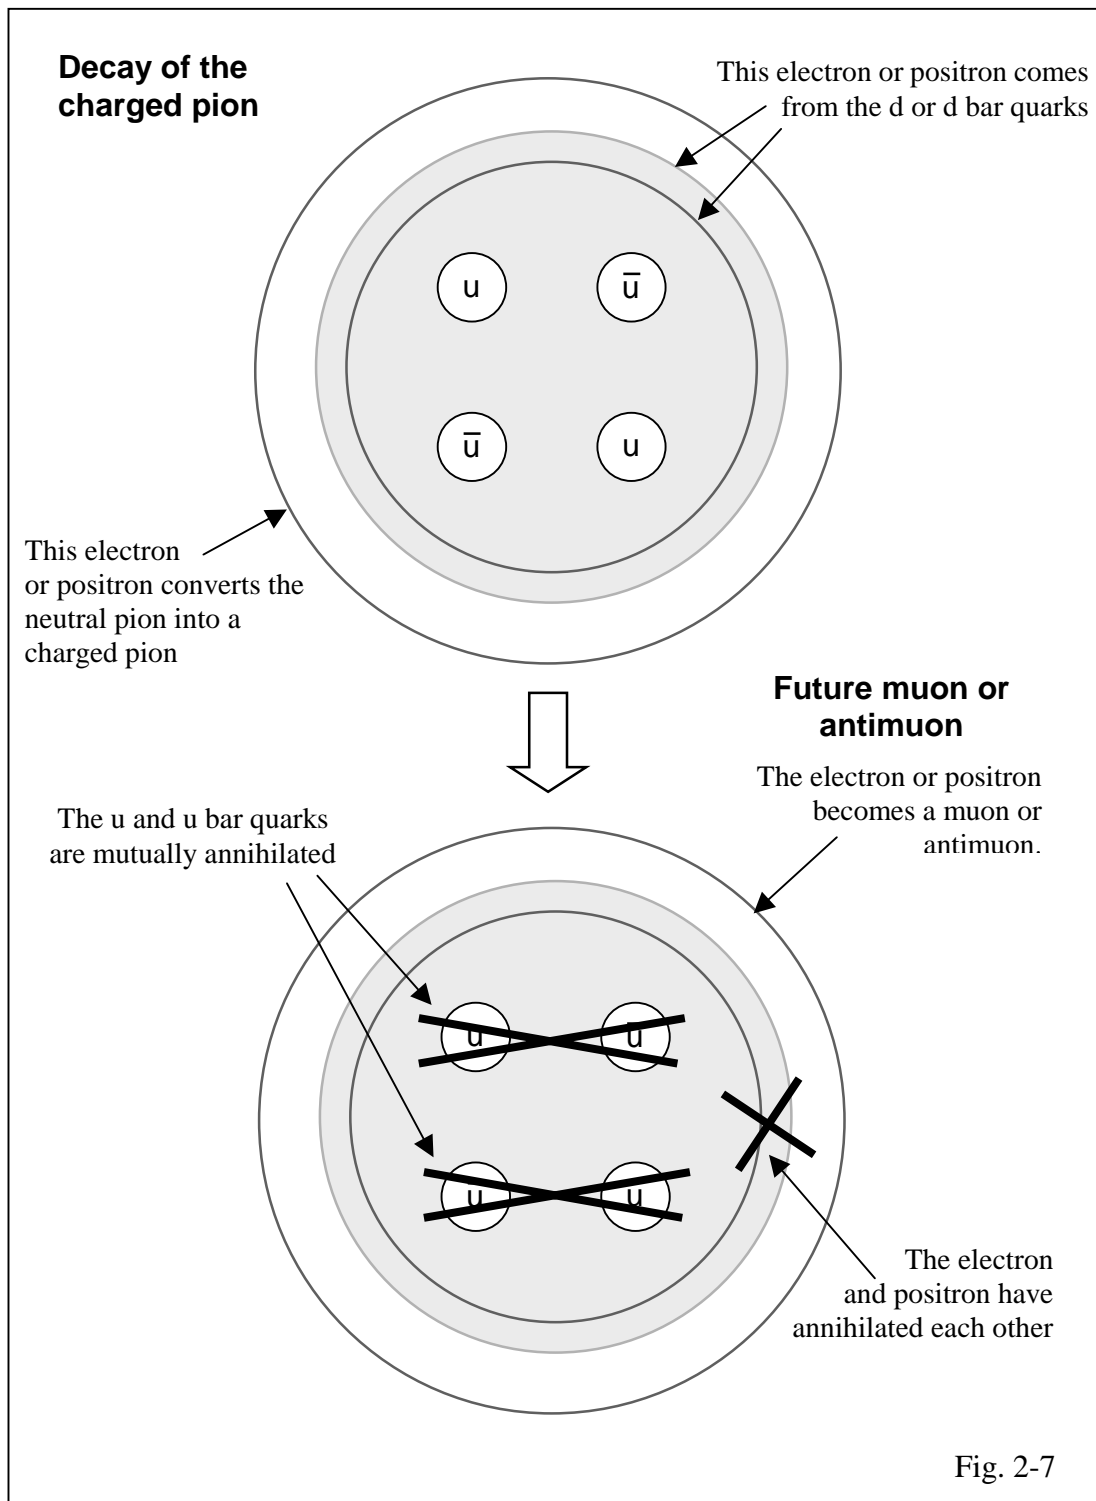 Decay of the
charged pion
This electron or positron comes
from the d or d bar quarks
u
ū
ū
u
This electron
or positron converts the
neutral pion into a
charged pion
Future muon or
antimuon
The electron or positron
becomes a muon or
antimuon.
The u and u bar quarks
are mutually annihilated
u
ū
ū
u
The electron
and positron have
annihilated each other
Fig. 2-7